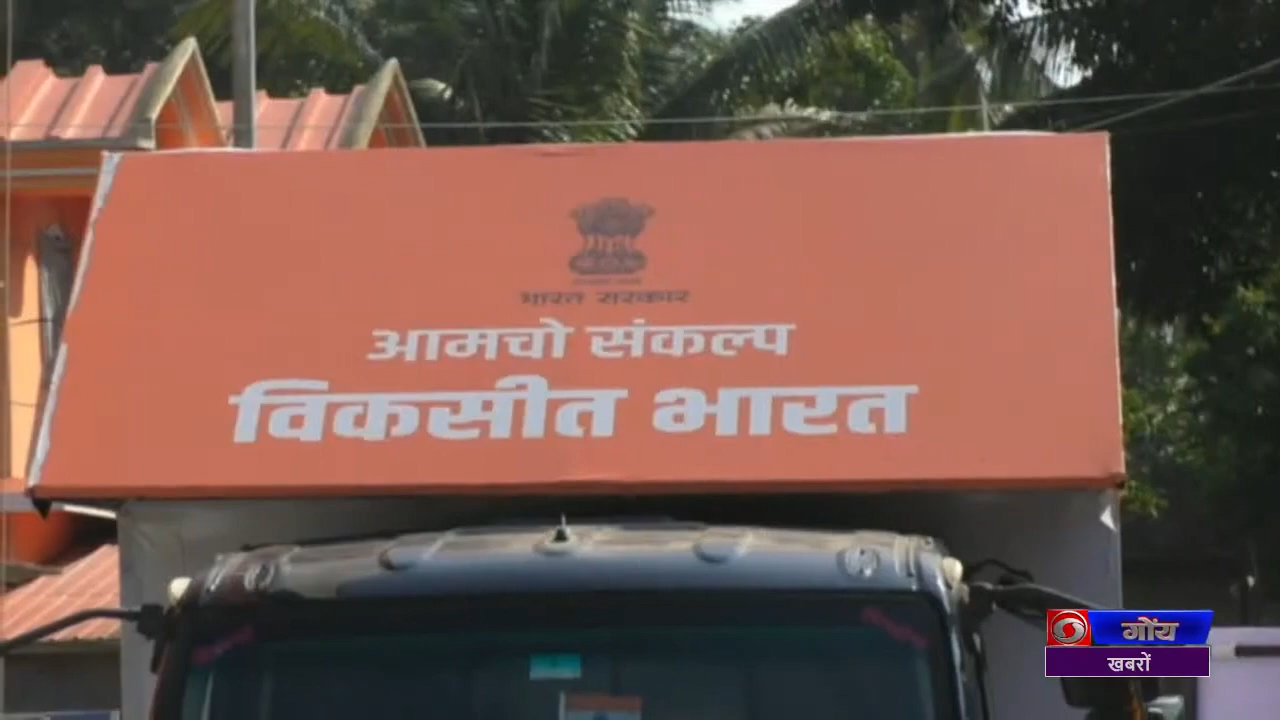 भारत सरकार
आमचो संकल्प
विकसीत भारत
गोंय
खबरों